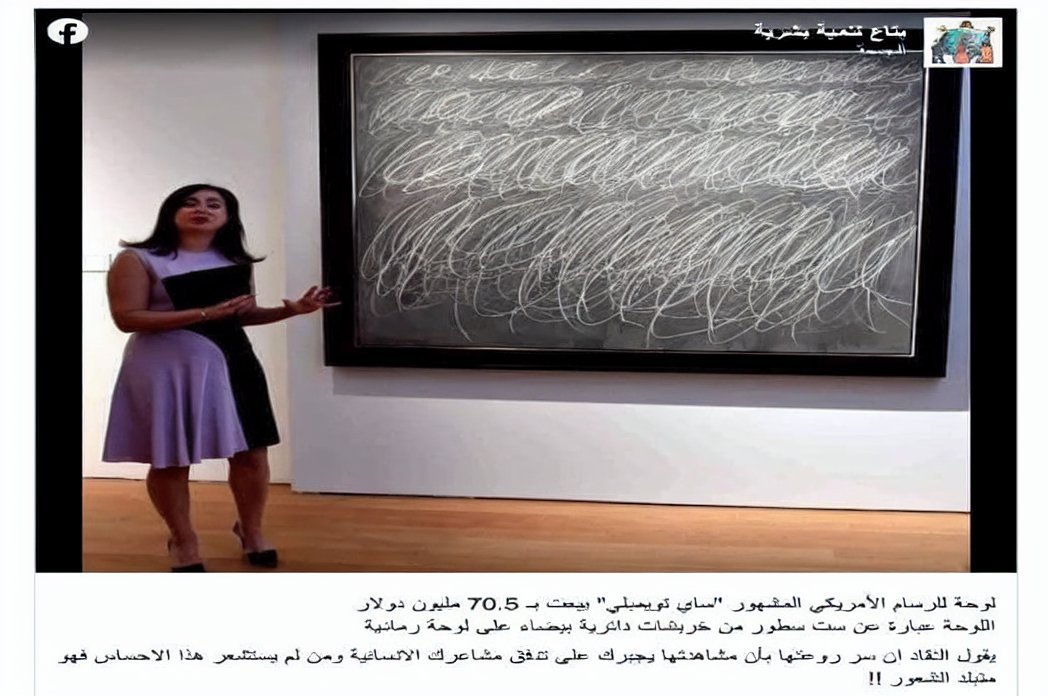 بتاع تنمية بشرية
لوحة للرسام الأمريكي المشهور "ساي تويمبلي" بيعت بـ 70.5 مليون دولار
اللوحة عبارة عن ست سطور من خربشات دائرية بيضاء على لوحة رمادية
يقول النقاد ان سر روعتها بأن مشاهدتها يجبرك على تدفق مشاعرك الانسانية ومن لم يستشعر هذا الاحساس فهو
متبلد الشعور !!